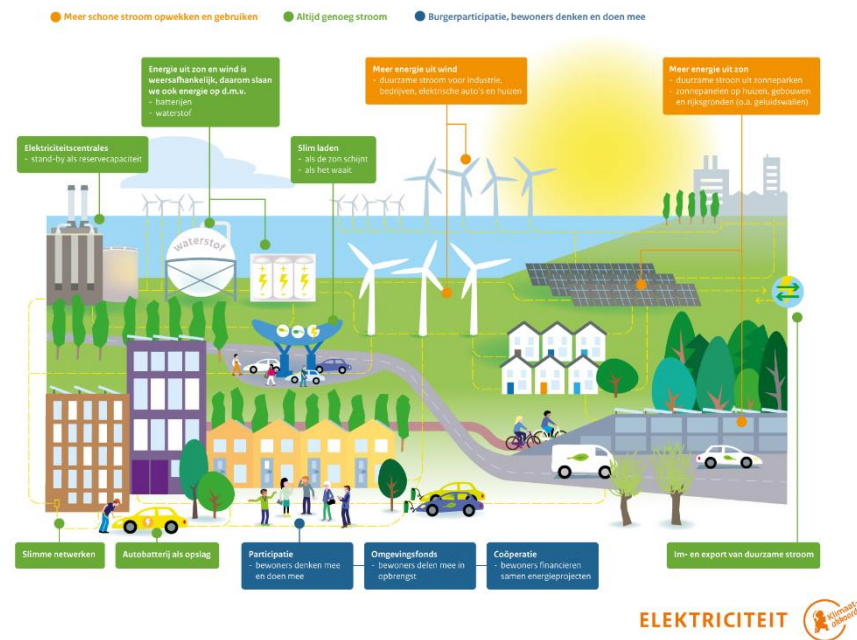 Meer schone stroom opwekken en gebruiken
Altijd genoeg stroom
Burgerparticipatie, bewoners denken en doen mee
Energie uit zon en wind is
weersafhankelijk, daarom slaan
we ook energie op d.m.v.
- batterijen
- waterstof
Meer energie uit wind
- duurzame stroom voor industrie,
bedrijven, elektrische auto's en huizen
Meer energie uit zon
- duurzame stroom uit zonneparken
- zonnepanelen op huizen, gebouwen
en rijksgronden (o.a. geluidswallen)
Elektriciteitscentrales
- stand-by als reservecapaciteit
Slim laden
- als de zon schijnt
- als het waait
waterstof
Slimme netwerken
Autobatterij als opslag
Participatie
- bewoners denken mee
en doen mee
Omgevingsfonds
- bewoners delen mee in
opbrengst
Coöperatie
- bewoners financieren
samen energieprojecten
Im- en export van duurzame stroom
ELEKTRICITEIT
Klimaat-
akkoord